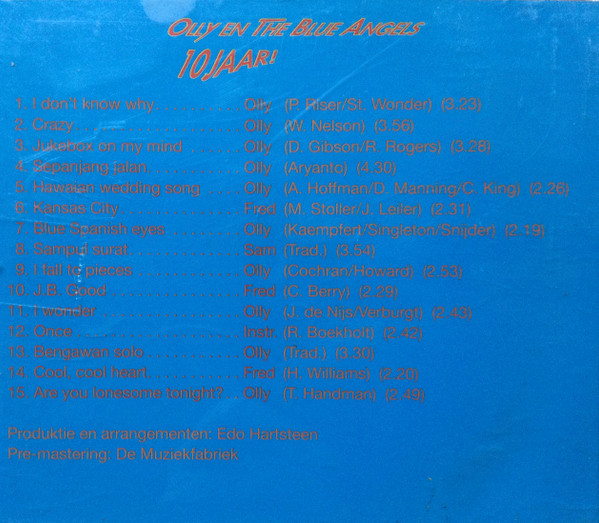 OLLY EN THE BLUE ANGELS
10 JAAR!
1. I don't know why.......... Olly (P. Riser/St. Wonder) (3.23)
2. Crazy.................... Olly (W. Nelson) (3.56)
3. Jukebox on my mind ....... Olly (D. Gibson/R. Rogers) (3.28)
4. Sepanjang jalan........... Olly (Aryanto) (4.30)
5. Hawaian wedding song .... Olly (A. Hoffman/D. Manning/C. King) (2.26)
6. Kansas City.............. Fred (M. Stoller/J. Leiler) (2.31)
7. Blue Spanish eyes ........ Olly (Kaempfert/Singleton/Snijder) (2.19)
8. Sampul surat............. Sam (Trad.) (3.54)
9. I fall to pieces ............ Olly (Cochran/Howard) (2.53)
10. J.B. Good ............... Fred (C. Berry) (2.29)
11. I wonder ................ Olly (J. de Nijs/Verburgt) (2.43)
12. Once................... Instr. (R. Boekholt) (2.42)
13. Bengawan solo........... Olly (Trad.) (3.30)
14. Cool, cool heart........... Fred (H. Williams) (2.20)
15. Are you lonesome tonight?.. Olly (T. Handman) (2.49)
Produktie en arrangementen: Edo Hartsteen
Pre-mastering: De Muziekfabriek